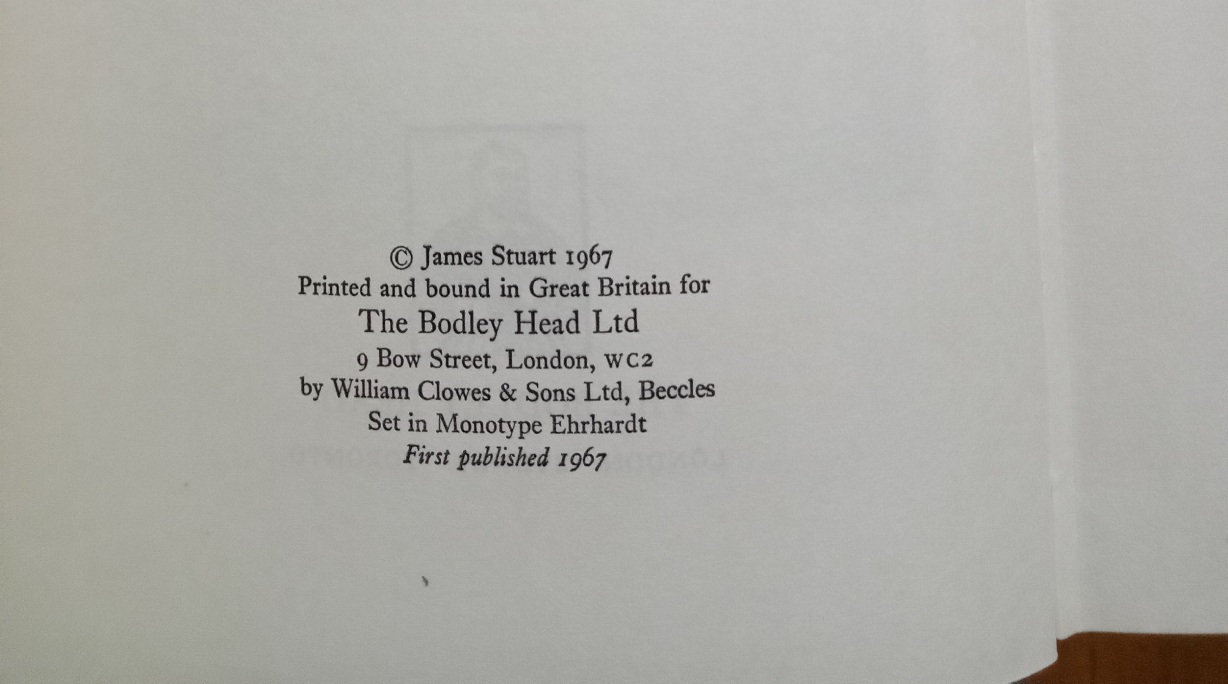 © James Stuart 1967
Printed and bound in Great Britain for
The Bodley Head Ltd
9 Bow Street, London, WC2
by William Clowes & Sons Ltd, Beccles
Set in Monotype Ehrhardt
First published 1967